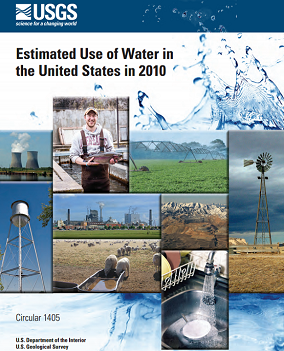 USGS
science for a changing world
Estimated Use of Water in
the United States in 2010
Circular 1405
U.S. Department of the Interior
U.S. Geological Survey